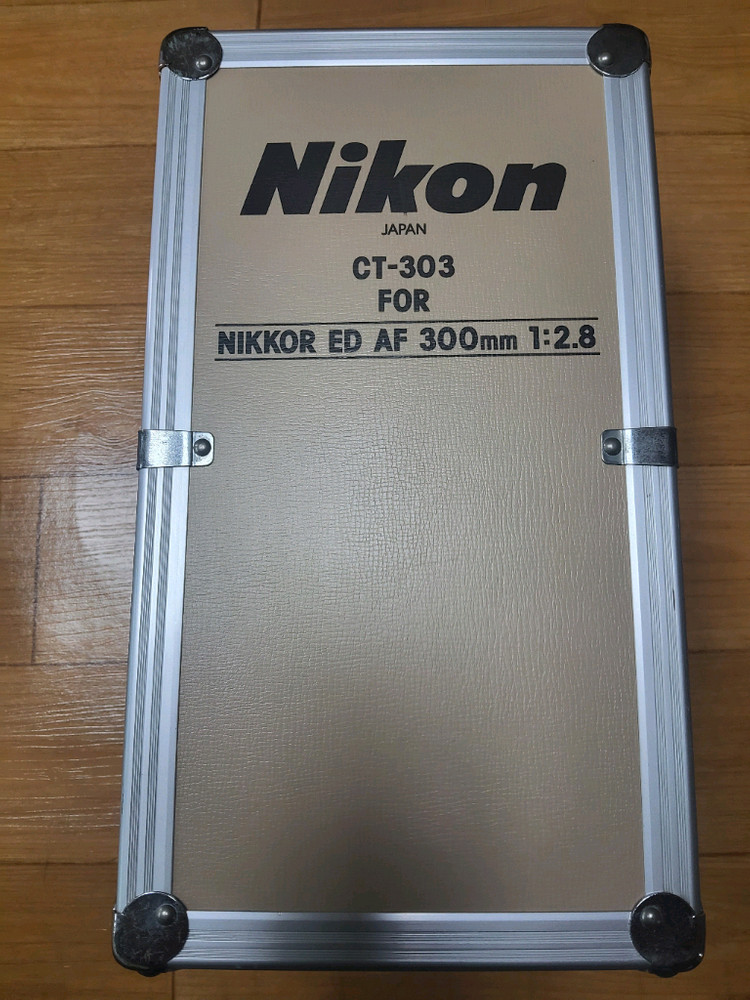 Nikon
JAPAN
CT-303
FOR
NIKKOR ED AF 300mm 1:2.8